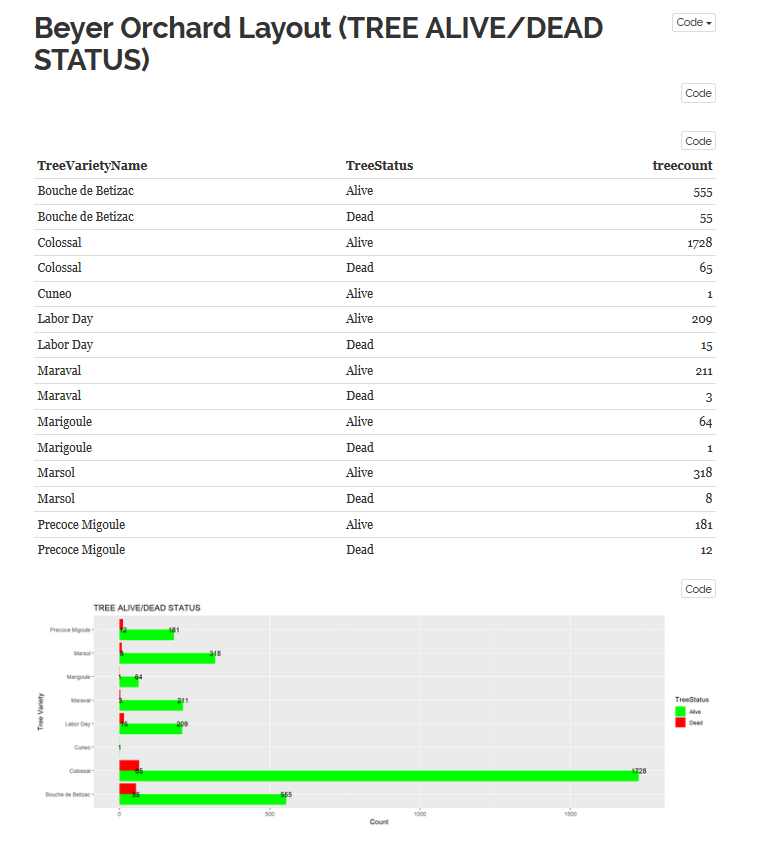 Beyer Orchard Layout (TREE ALIVE/DEAD
STATUS)
Code
Code
Code
TreeVarietyName TreeStatus treecount
Bouche de Betizac Alive 555
Bouche de Betizac Dead 55
Colossal Alive 1728
Colossal Dead 65
Cuneo Alive 1
Labor Day Alive 209
Labor Day Dead 15
Maraval Alive 211
Maraval Dead 3
Marigoule Alive 64
Marigoule Dead 1
Marsol Alive 318
Marsol Dead 8
Precoce Migoule Alive 181
Precoce Migoule Dead 12
Code
TREE ALIVE/DEAD STATUS
Precoce Migoule 12 181
Marsol 8 318
Marigoule 1 64
Maraval 3 211
Labor Day 15 209
Cuneo 1
Colossal 65 1728
Bouche de Betizac 55 555
Tree Variety
0 500 1000 1500
Count
TreeStatus
Alive
Dead